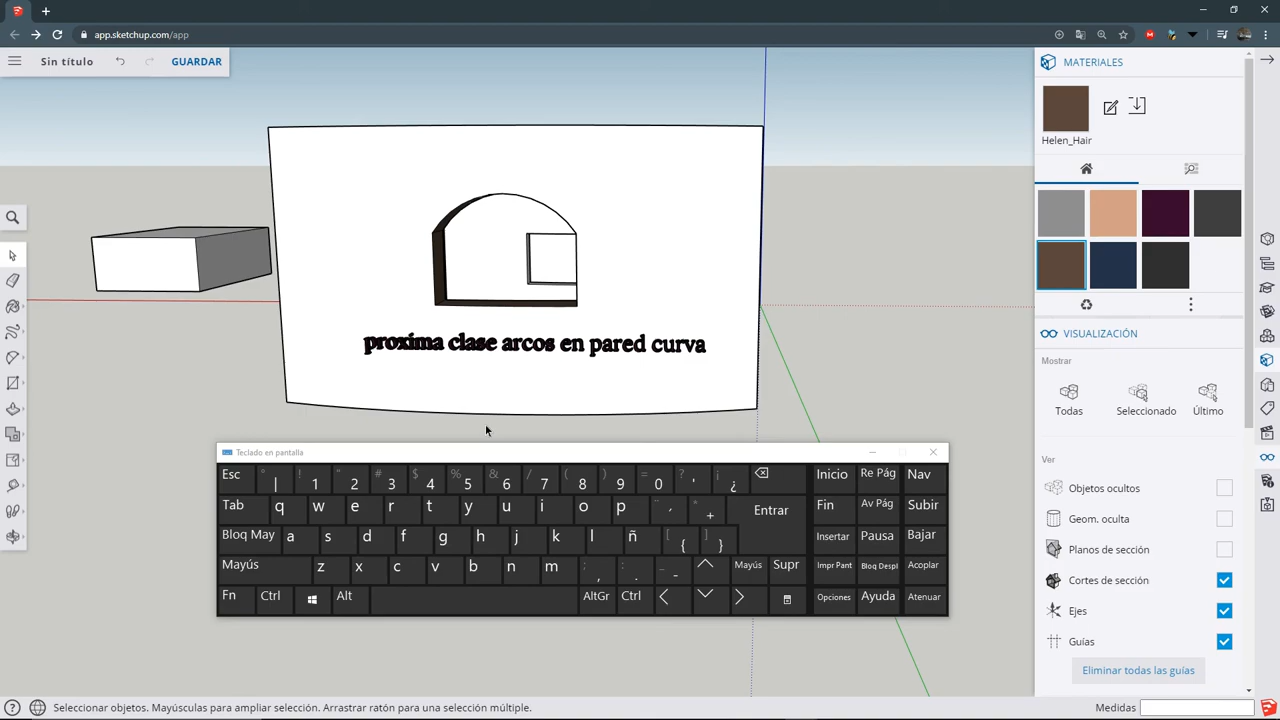 app.sketchup.com/app
Sin título
GUARDAR
MATERIALES
Helen_Hair
proxima clase arcos en pared curva
VISUALIZACIÓN
Mostrar
Todas
Seleccionado
Último
Ver
Objetos ocultos
Geom. oculta
Planos de sección
Cortes de sección
Ejes
Guías
Eliminar todas las guías
Teclado en pantalla
Esc ° | ! 1 " 2 # 3 $ 4 % 5 & 6 / 7 ( 8 ) 9 = 0 ? ' ¡ ¿ Inicio Re Pág Nav
Tab q w e r t y u i o p ¨ ´ * + Entrar Fin Av Pág Subir
Bloq May a s d f g h j k l ñ [ { ] } Insertar Pausa Bajar
Mayús z x c v b n m ; , : . _ - Mayús Supr Impr Pant Bloq Despl Acoplar
Fn Ctrl Alt AltGr Ctrl Opciones Ayuda Atenuar
Seleccionar objetos. Mayúsculas para ampliar selección. Arrastrar ratón para una selección múltiple.
Medidas